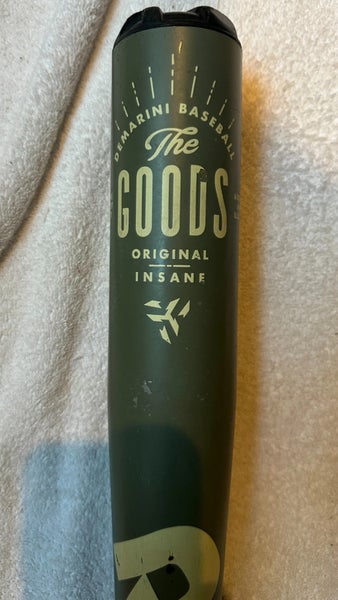 DEMARINI BASEBALL
The
GOODS
ORIGINAL
INSANE
D